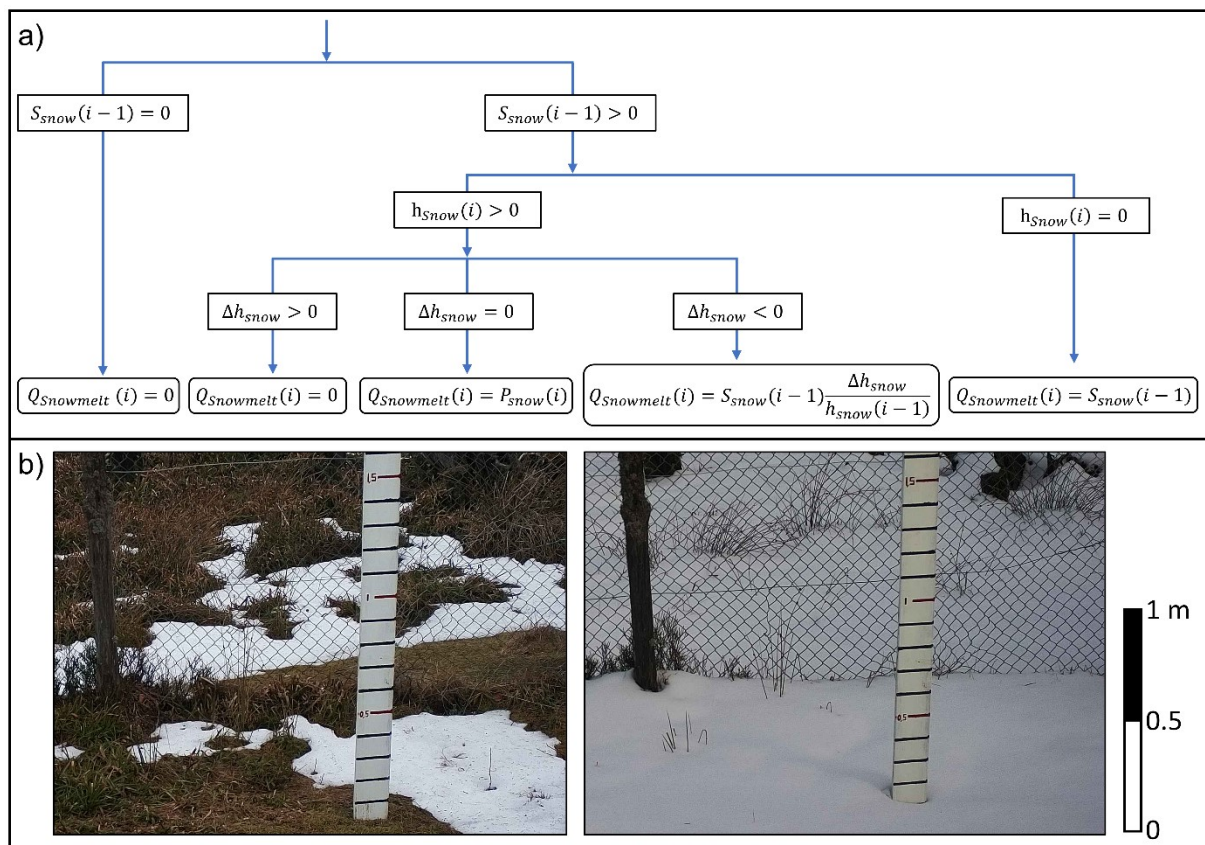 a)
S_snow(i − 1) = 0
S_snow(i − 1) > 0
h_Snow(i) > 0
h_Snow(i) = 0
Δh_snow > 0
Δh_snow = 0
Δh_snow < 0
Q_Snowmelt (i) = 0
Q_Snowmelt(i) = 0
Q_Snowmelt(i) = P_snow(i)
Q_Snowmelt(i) = S_snow(i − 1) Δh_snow / h_snow(i − 1)
Q_Snowmelt(i) = S_snow(i − 1)
b)
1,5
1
0,5
1,5
1
0,5
1 m
0.5
0